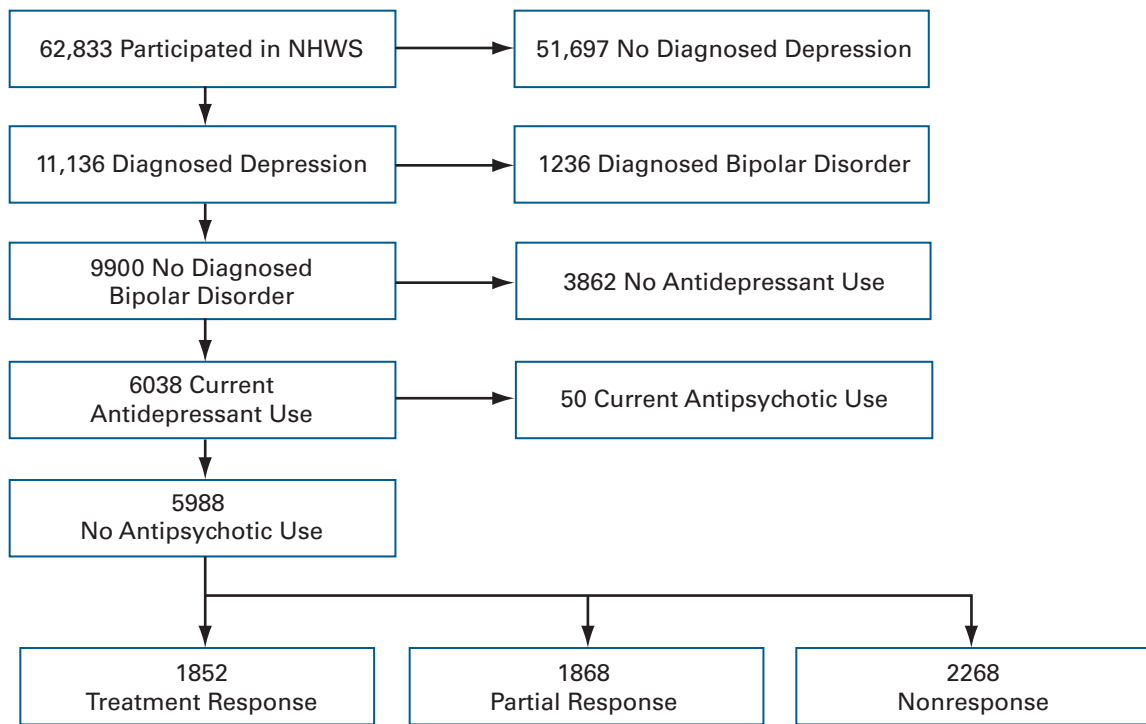 62,833 Participated in NHWS
51,697 No Diagnosed Depression
11,136 Diagnosed Depression
1236 Diagnosed Bipolar Disorder
9900 No Diagnosed
Bipolar Disorder
3862 No Antidepressant Use
6038 Current
Antidepressant Use
50 Current Antipsychotic Use
5988
No Antipsychotic Use
1852
Treatment Response
1868
Partial Response
2268
Nonresponse